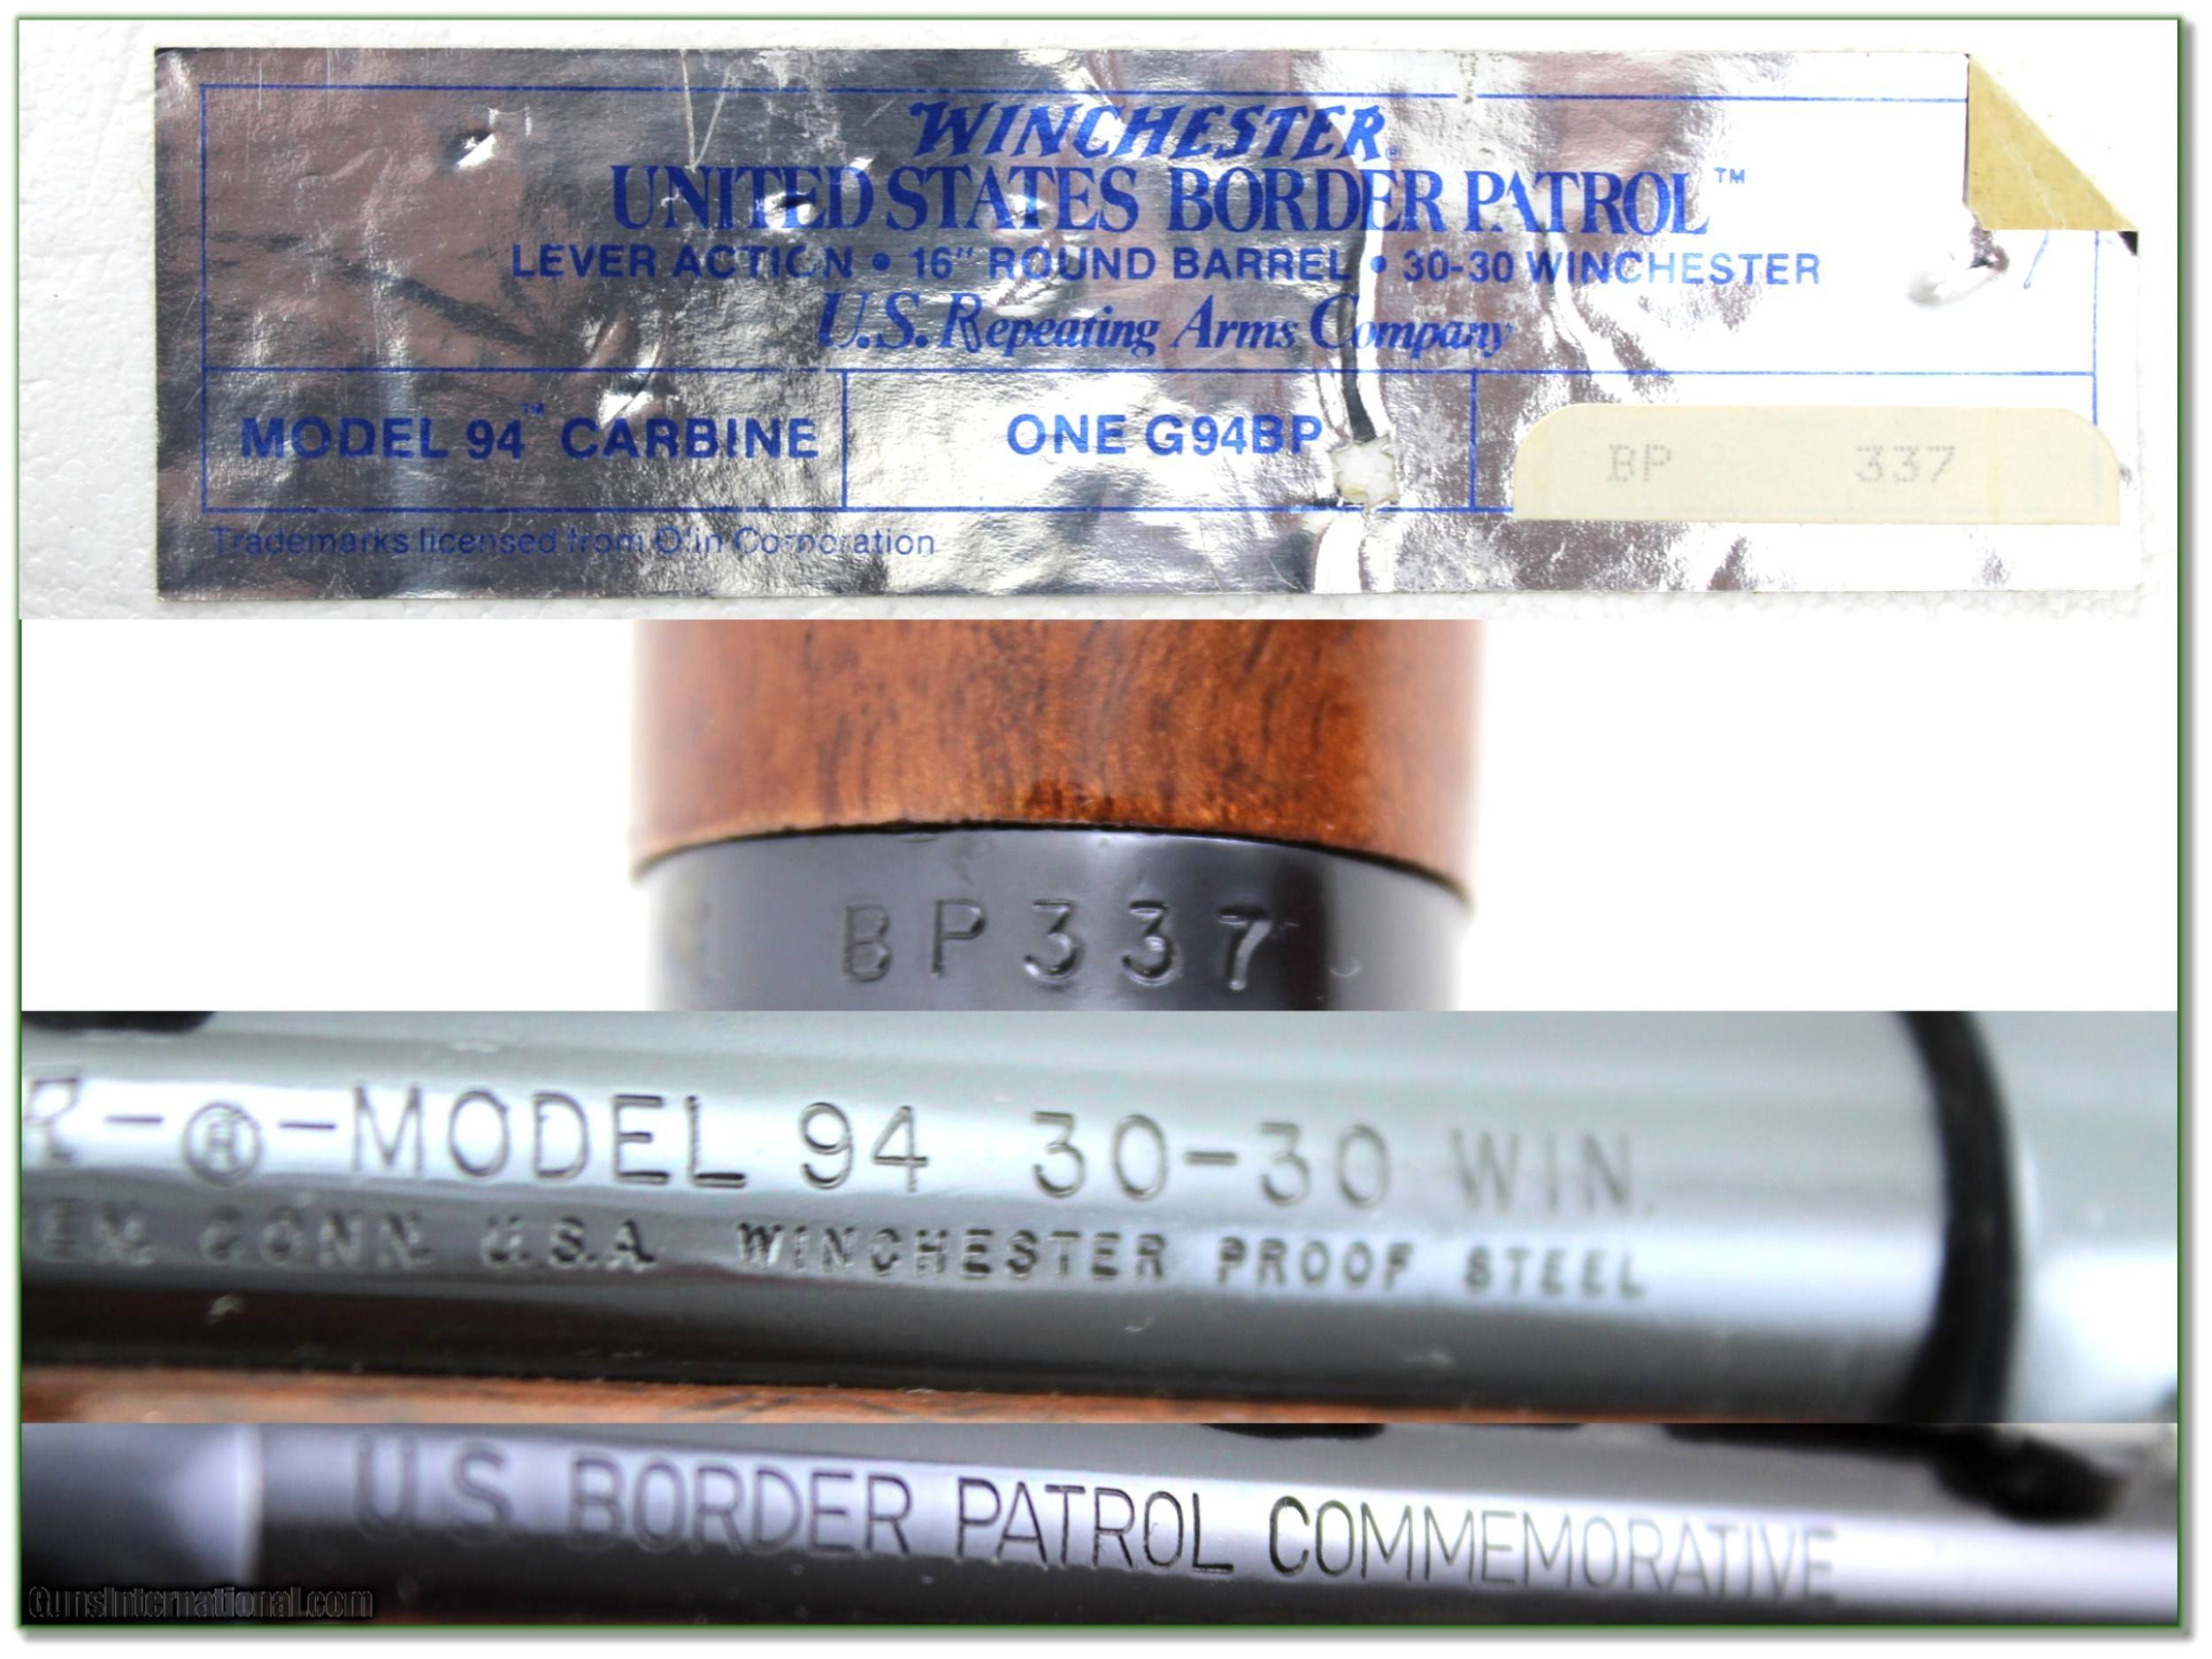 WINCHESTER®
UNITED STATES BORDER PATROL™
LEVER ACTION • 16" ROUND BARREL • 30-30 WINCHESTER
U.S. Repeating Arms Company
MODEL 94™ CARBINE
ONE G94BP
BP 337
Trademarks licensed from Olin Corporation
BP337
R-®-MODEL 94 30-30 WIN.
EN. CONN. U.S.A. WINCHESTER PROOF STEEL
U.S. BORDER PATROL COMMEMORATIVE
GunsInternational.com